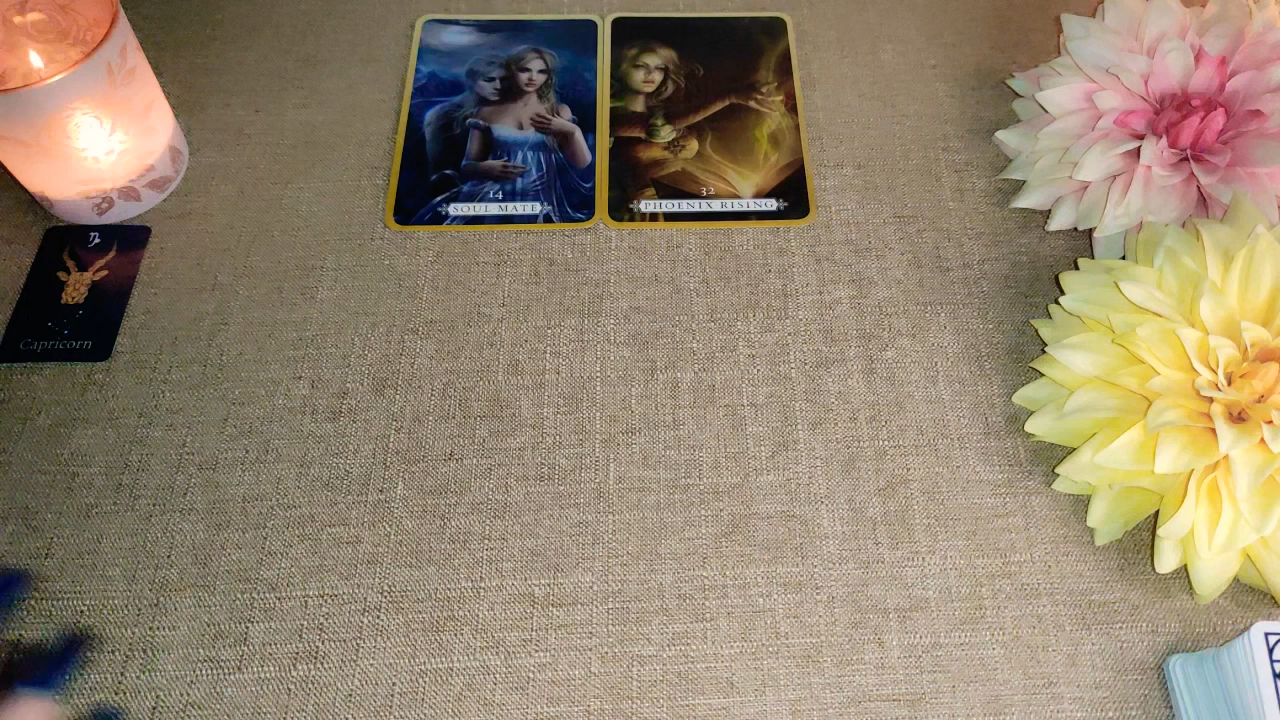 14
SOUL MATE
32
PHOENIX RISING
♑
Capricorn